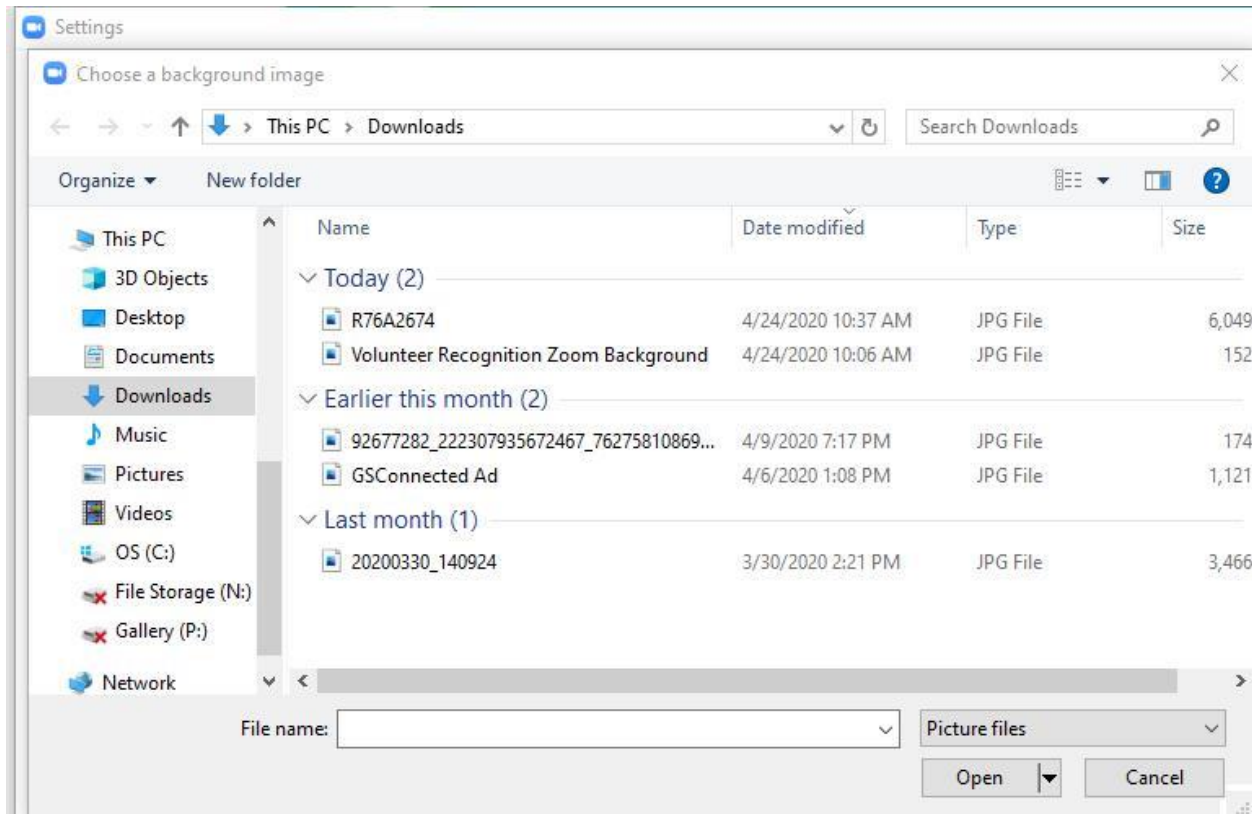 Settings
Choose a background image
This PC > Downloads
Search Downloads
Organize
New folder
Name Date modified Type Size
This PC
3D Objects
Desktop
Documents
Downloads
Music
Pictures
Videos
OS (C:)
File Storage (N:)
Gallery (P:)
Network
Today (2)
R76A2674 4/24/2020 10:37 AM JPG File 6,049
Volunteer Recognition Zoom Background 4/24/2020 10:06 AM JPG File 152
Earlier this month (2)
92677282_222307935672467_76275810869... 4/9/2020 7:17 PM JPG File 174
GSConnected Ad 4/6/2020 1:08 PM JPG File 1,121
Last month (1)
20200330_140924 3/30/2020 2:21 PM JPG File 3,466
File name:
Picture files
Open
Cancel